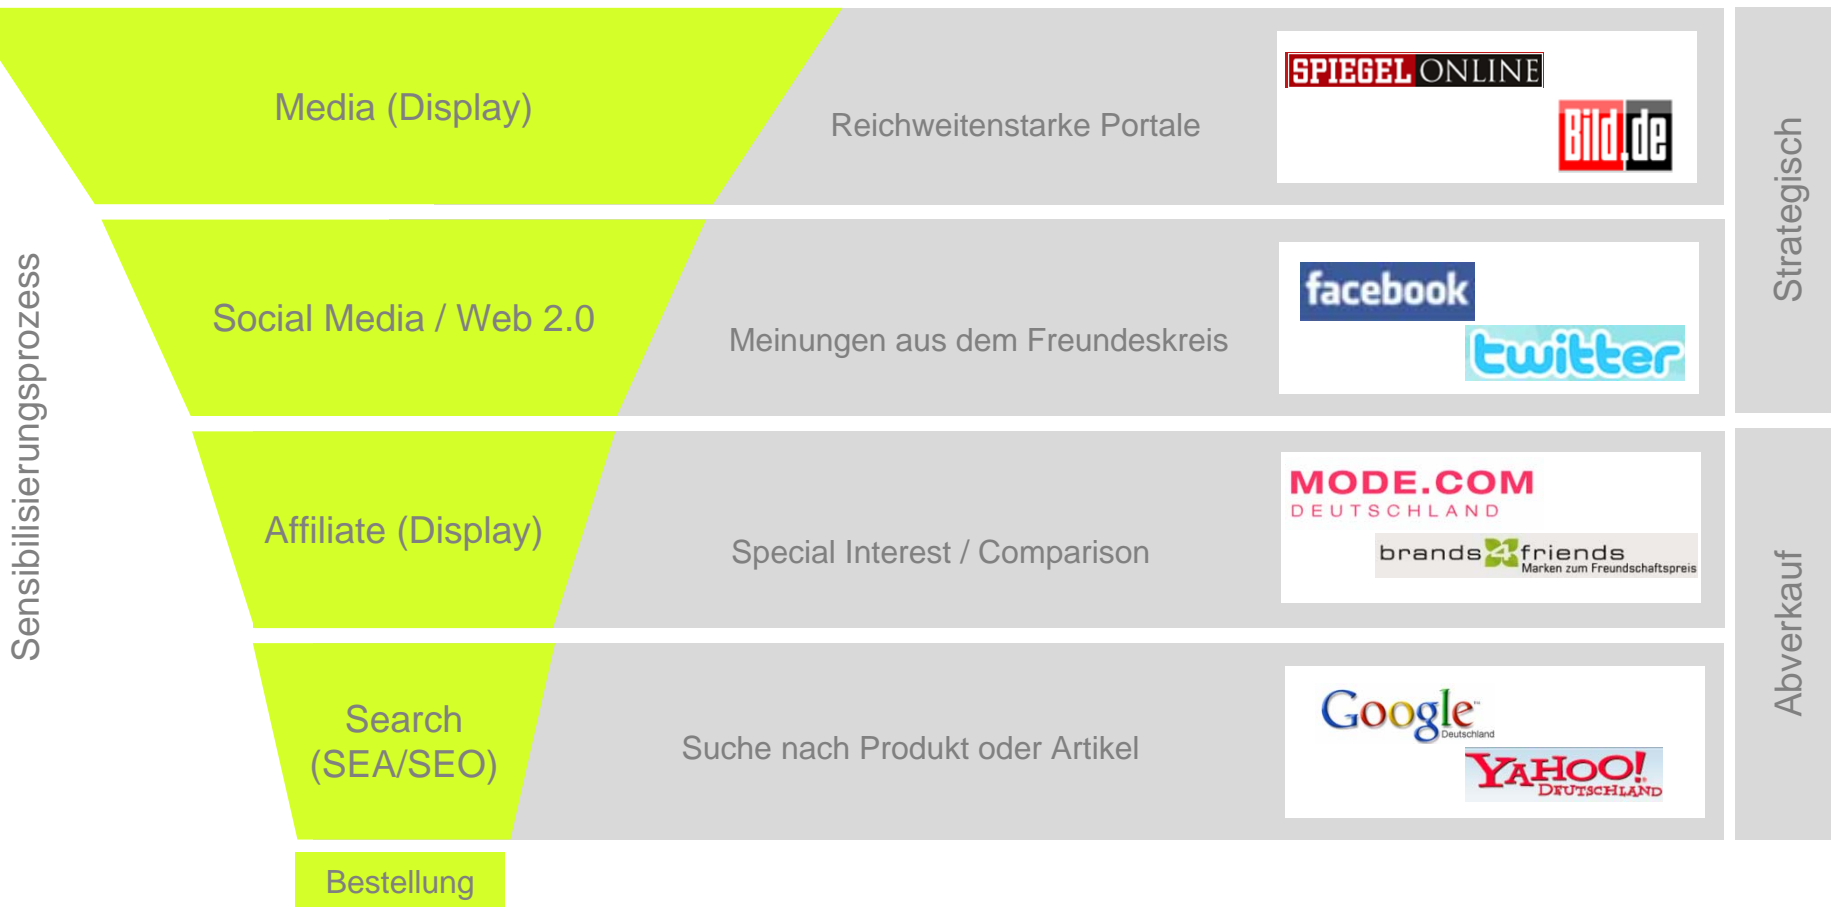 Sensibilisierungsprozess
Media (Display)
Reichweitenstarke Portale
SPIEGEL ONLINE
Bild.de
Strategisch
Social Media / Web 2.0
Meinungen aus dem Freundeskreis
facebook
twitter
Affiliate (Display)
Special Interest / Comparison
MODE.COM
DEUTSCHLAND
brands4friends
Marken zum Freundschaftspreis
Abverkauf
Search
(SEA/SEO)
Suche nach Produkt oder Artikel
Google™
Deutschland
YAHOO!
DEUTSCHLAND
Bestellung